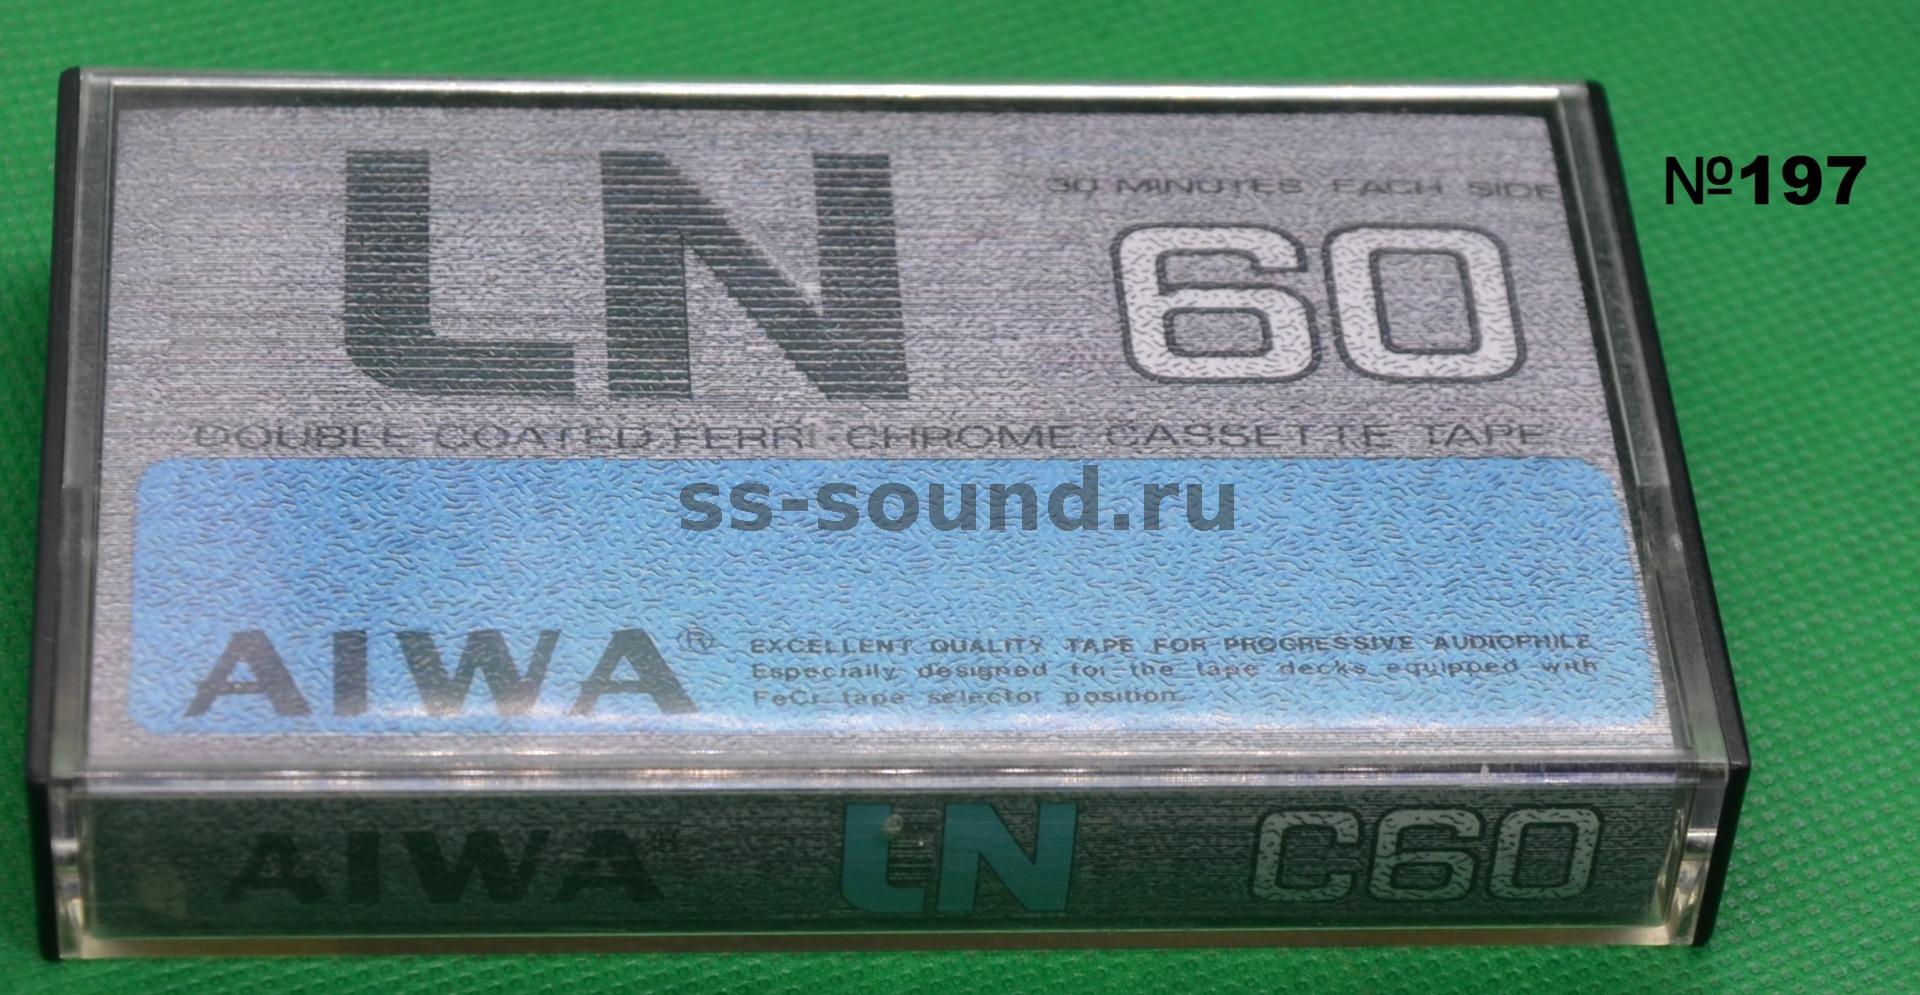 LN
30 MINUTES EACH SIDE
60
№197
DOUBLE COATED FERRI-CHROME CASSETTE TAPE
ss-sound.ru
AIWA®
EXCELLENT QUALITY TAPE FOR PROGRESSIVE AUDIOPHILE
Especially designed for the tape decks equipped with
FeCr tape selector position.
AIWA® LN C60